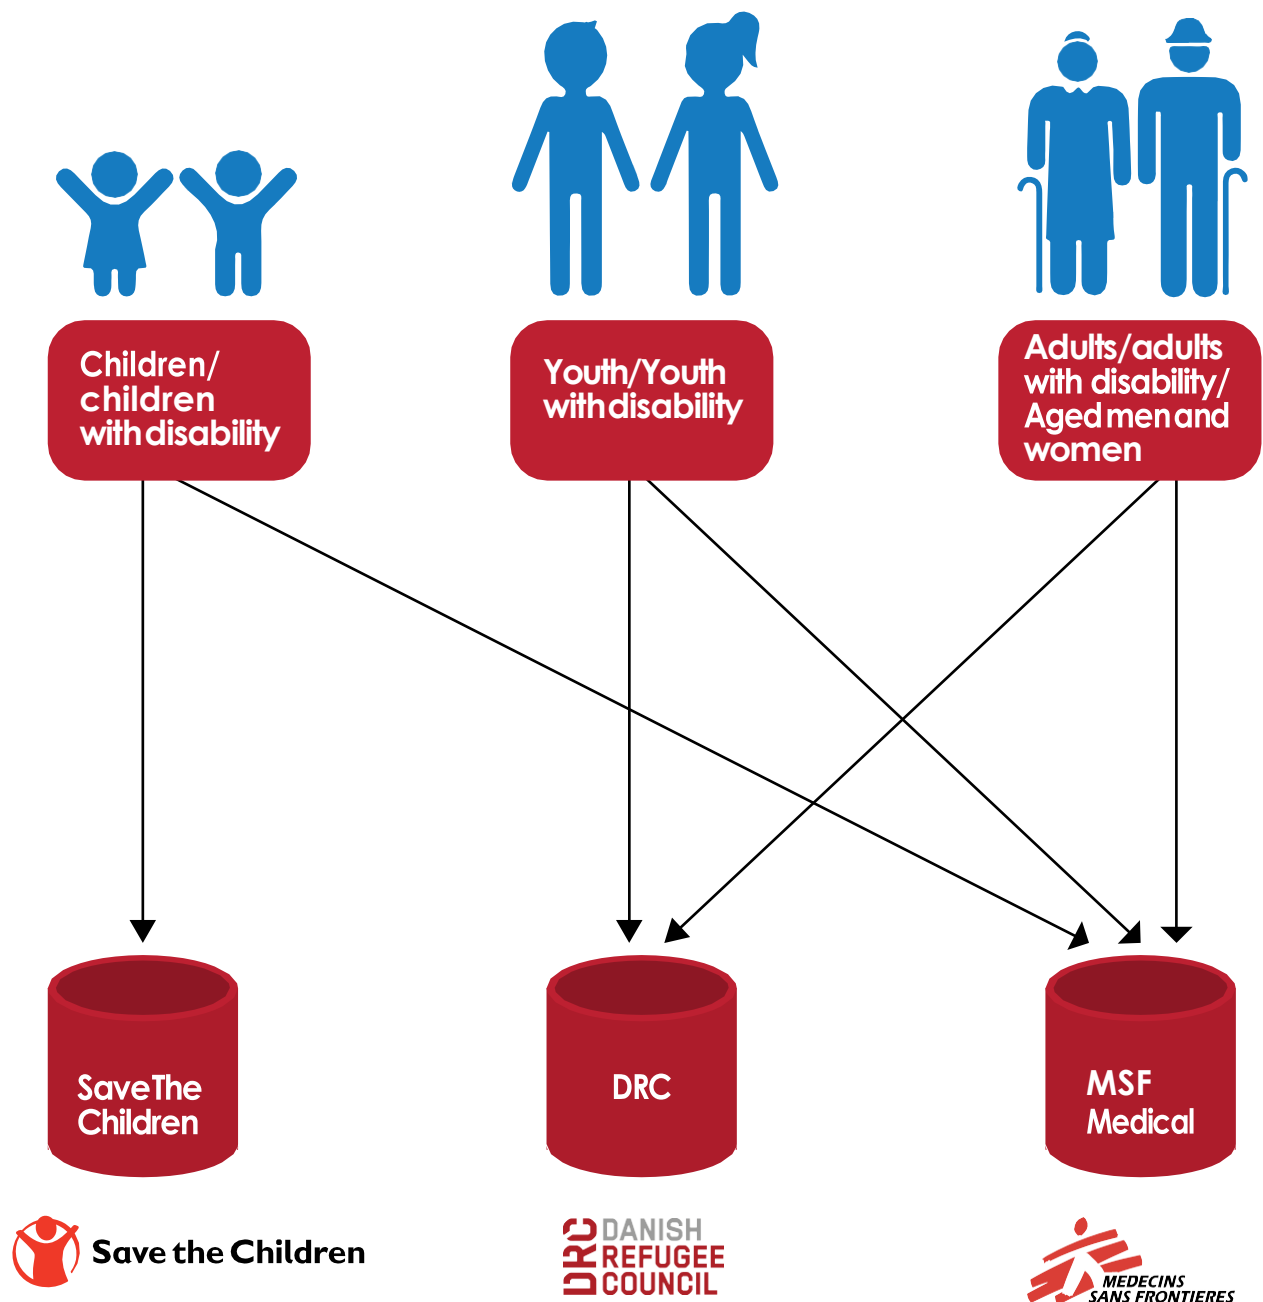 Children/
children
with disability
Youth/Youth
with disability
Adults/adults
with disability/
Aged men and
women
Save The
Children
DRC
MSF
Medical
Save the Children
DRC
DANISH
REFUGEE
COUNCIL
MEDECINS
SANS FRONTIERES